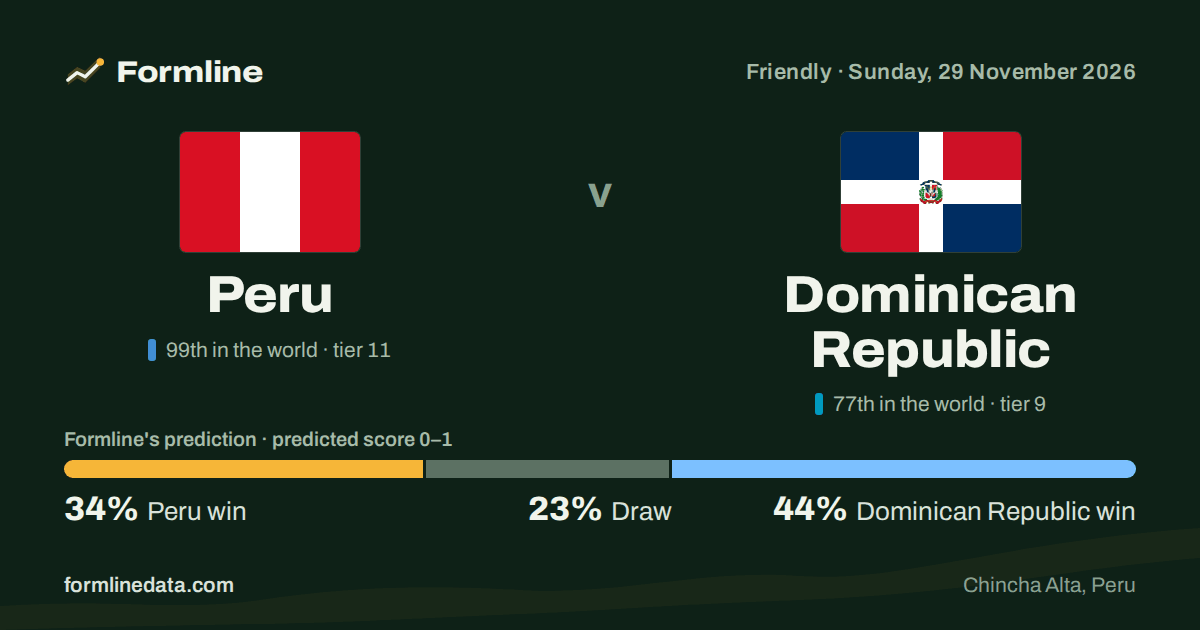 Formline
Friendly · Sunday, 29 November 2026
v
Peru
99th in the world · tier 11
Dominican
Republic
77th in the world · tier 9
Formline's prediction · predicted score 0–1
34% Peru win
23% Draw
44% Dominican Republic win
formlinedata.com
Chincha Alta, Peru